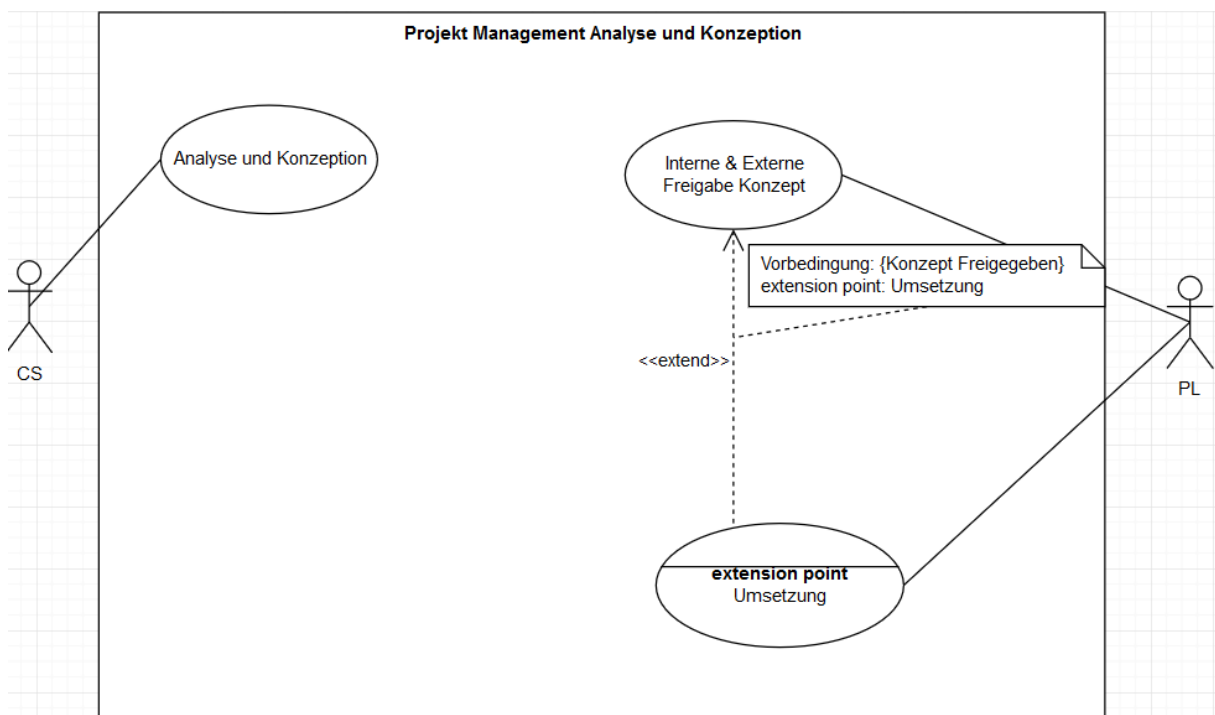 Projekt Management Analyse und Konzeption
Analyse und Konzeption
Interne & Externe
Freigabe Konzept
Vorbedingung: {Konzept Freigegeben}
extension point: Umsetzung
<<extend>>
CS
PL
extension point
Umsetzung